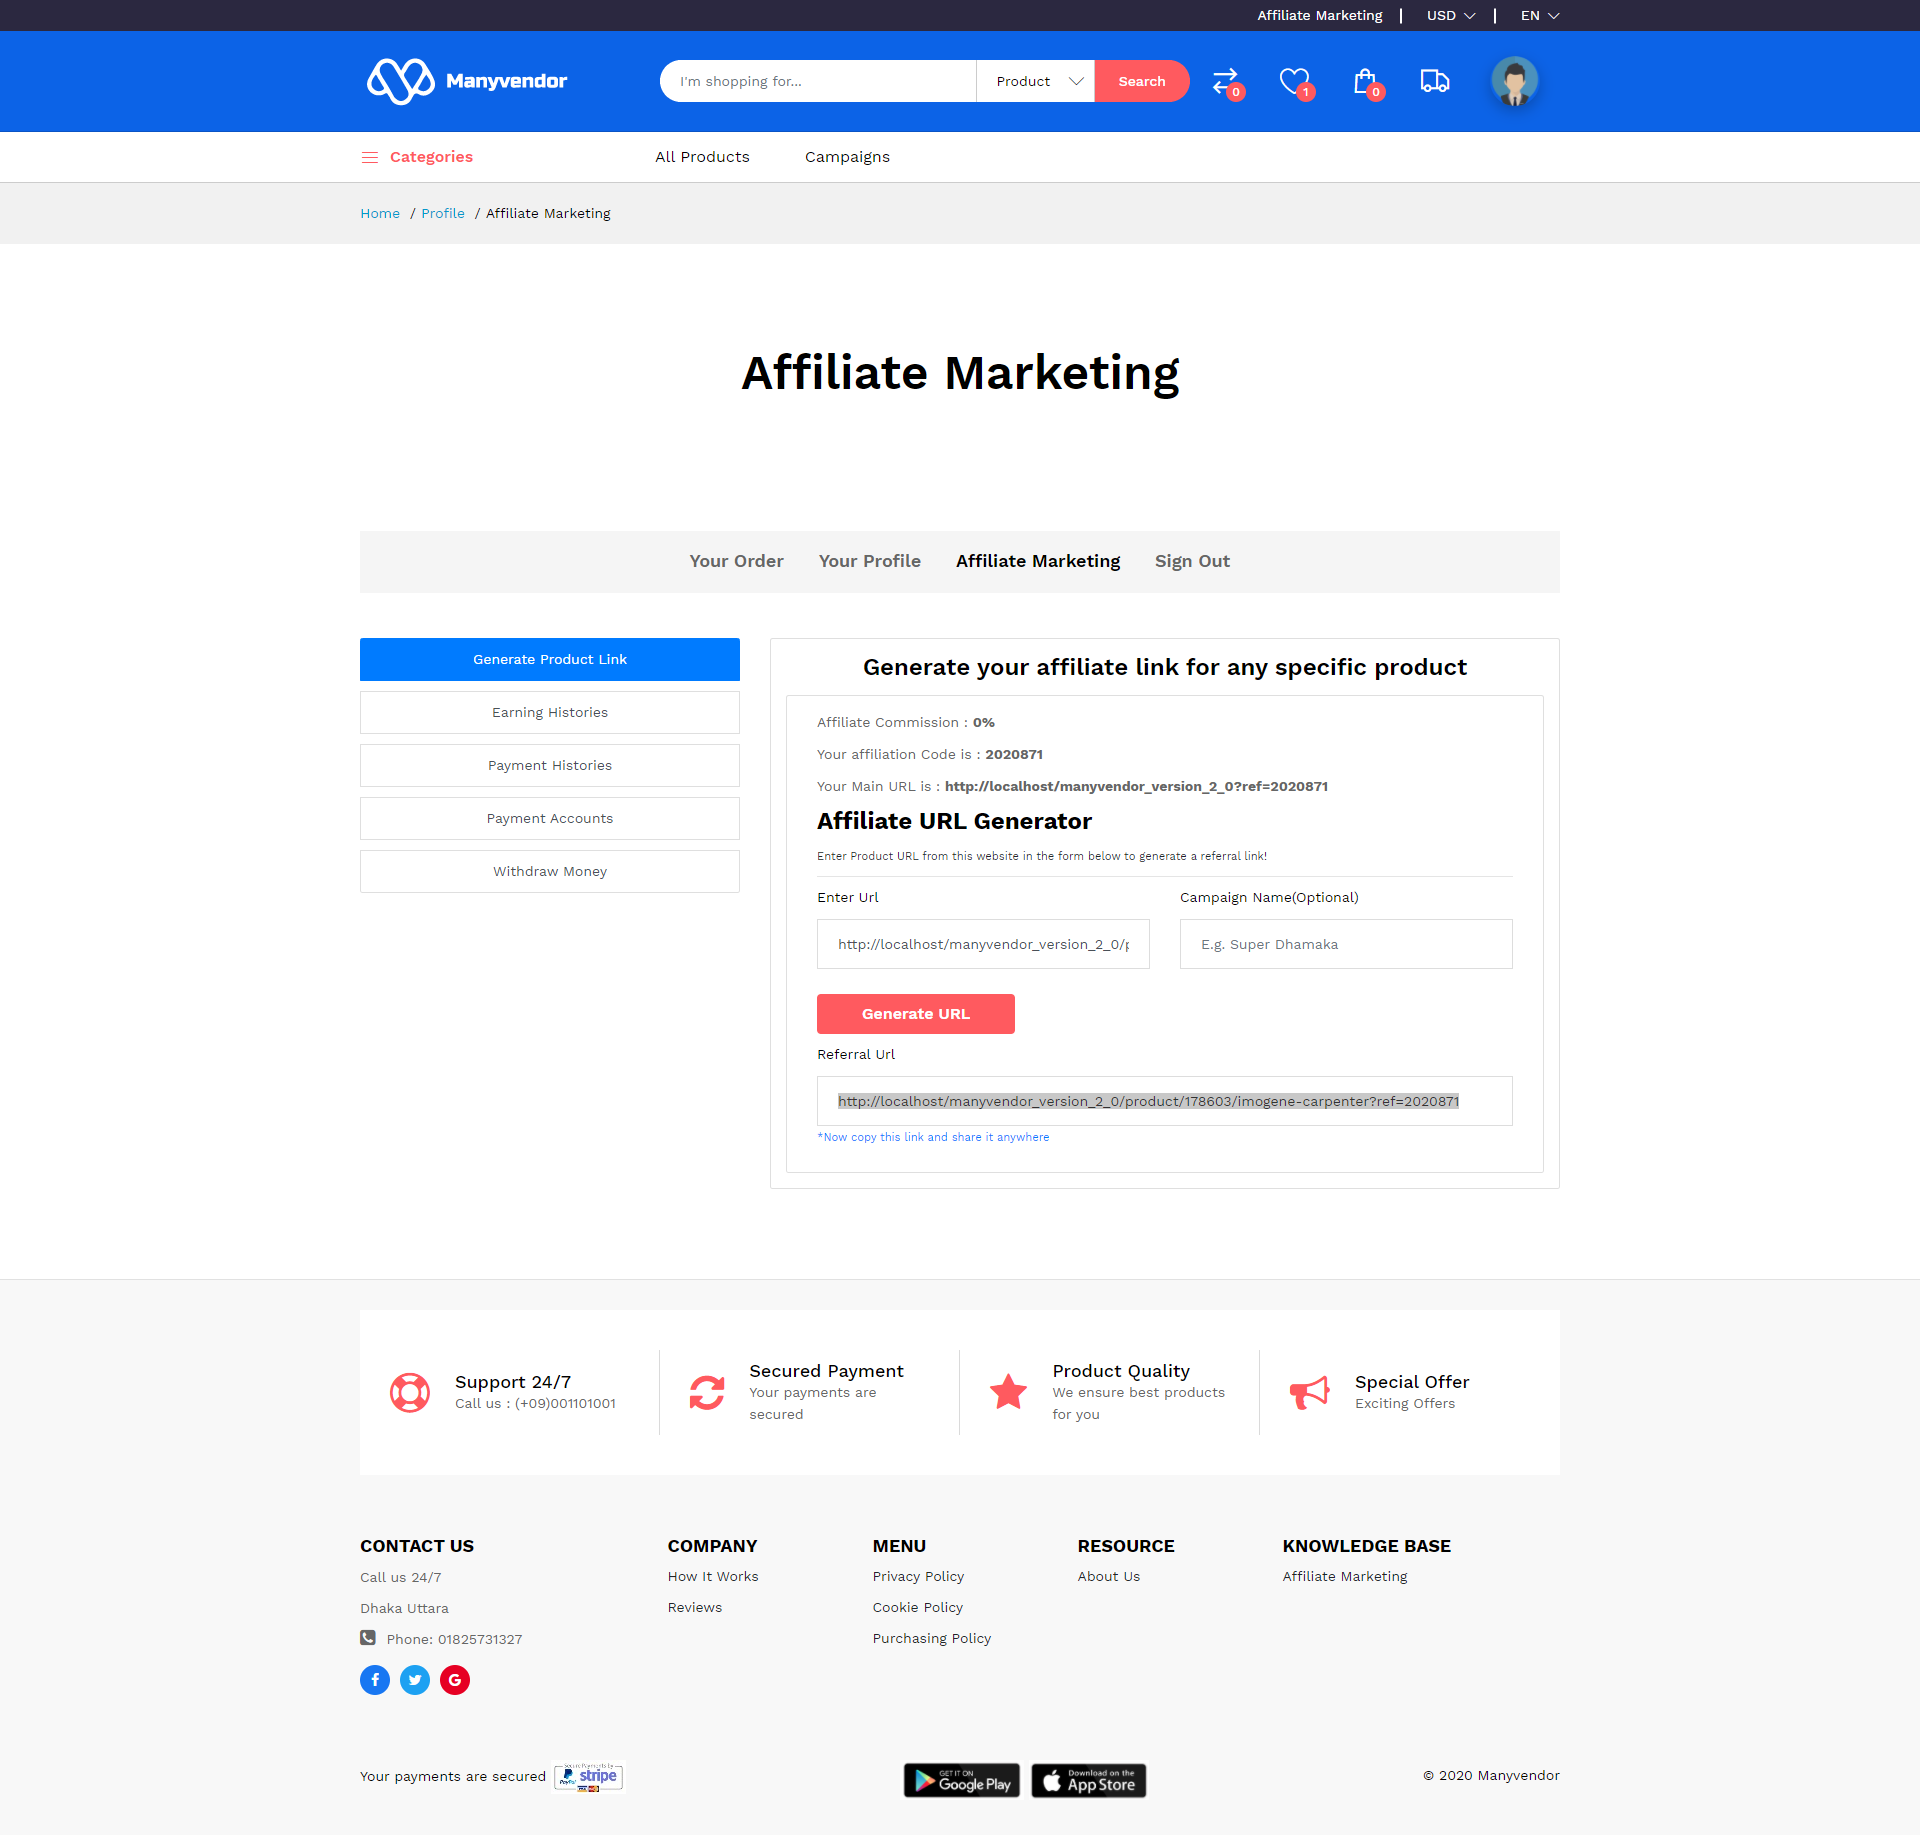 Affiliate Marketing
USD
EN
Manyvendor
I'm shopping for...
Product
Search
0
1
0
Categories
All Products
Campaigns
Home / Profile / Affiliate Marketing
Affiliate Marketing
Your Order
Your Profile
Affiliate Marketing
Sign Out
Generate Product Link
Earning Histories
Payment Histories
Payment Accounts
Withdraw Money
Generate your affiliate link for any specific product
Affiliate Commission : 0%
Your affiliation Code is : 2020871
Your Main URL is : http://localhost/manyvendor_version_2_0?ref=2020871
Affiliate URL Generator
Enter Product URL from this website in the form below to generate a referral link!
Enter Url
Campaign Name(Optional)
http://localhost/manyvendor_version_2_0/p
E.g. Super Dhamaka
Generate URL
Referral Url
http://localhost/manyvendor_version_2_0/product/178603/imogene-carpenter?ref=2020871
*Now copy this link and share it anywhere
Support 24/7
Call us : (+09)001101001
Secured Payment
Your payments are
secured
Product Quality
We ensure best products
for you
Special Offer
Exciting Offers
CONTACT US
Call us 24/7
Dhaka Uttara
Phone: 01825731327
COMPANY
How It Works
Reviews
MENU
Privacy Policy
Cookie Policy
Purchasing Policy
RESOURCE
About Us
KNOWLEDGE BASE
Affiliate Marketing
Your payments are secured
Secure Payments by
PayPal
stripe
GET IT ON
Google Play
Download on the
App Store
© 2020 Manyvendor